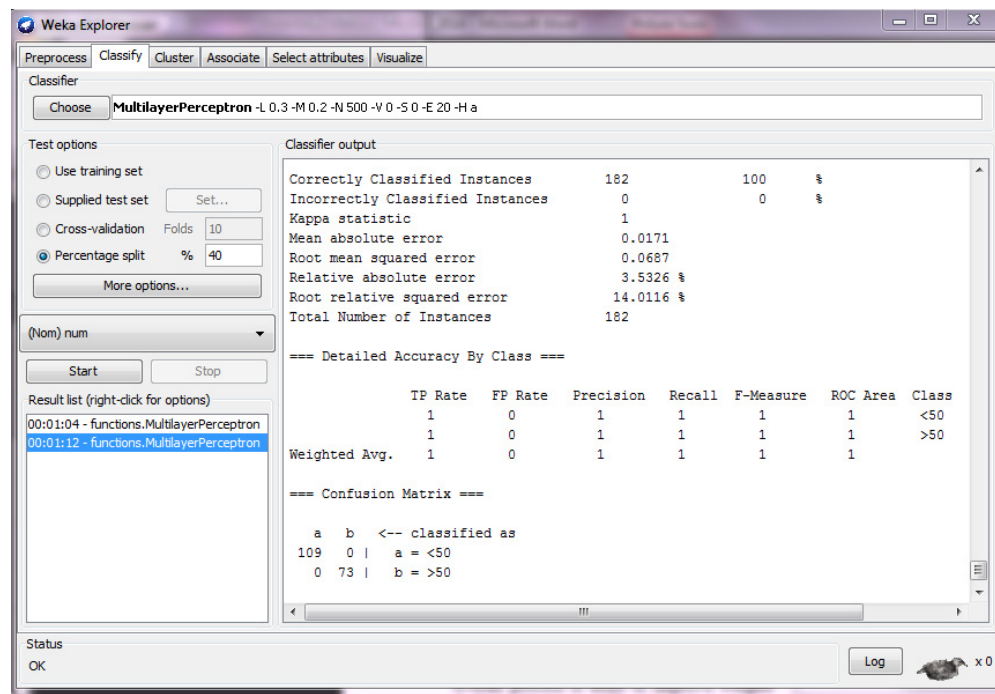 Weka Explorer
Preprocess Classify Cluster Associate Select attributes Visualize
Classifier
Choose MultilayerPerceptron -L 0.3 -M 0.2 -N 500 -V 0 -S 0 -E 20 -H a
Test options
Use training set
Supplied test set Set...
Cross-validation Folds 10
Percentage split % 40
More options...
(Nom) num
Start Stop
Result list (right-click for options)
00:01:04 - functions.MultilayerPerceptron
00:01:12 - functions.MultilayerPerceptron
Classifier output
Correctly Classified Instances 182 100 %
Incorrectly Classified Instances 0 0 %
Kappa statistic 1
Mean absolute error 0.0171
Root mean squared error 0.0687
Relative absolute error 3.5326 %
Root relative squared error 14.0116 %
Total Number of Instances 182
=== Detailed Accuracy By Class ===
TP Rate FP Rate Precision Recall F-Measure ROC Area Class
1 0 1 1 1 1 <50
1 0 1 1 1 1 >50
Weighted Avg. 1 0 1 1 1 1
=== Confusion Matrix ===
a b <-- classified as
109 0 | a = <50
0 73 | b = >50
Status
OK
Log
x 0